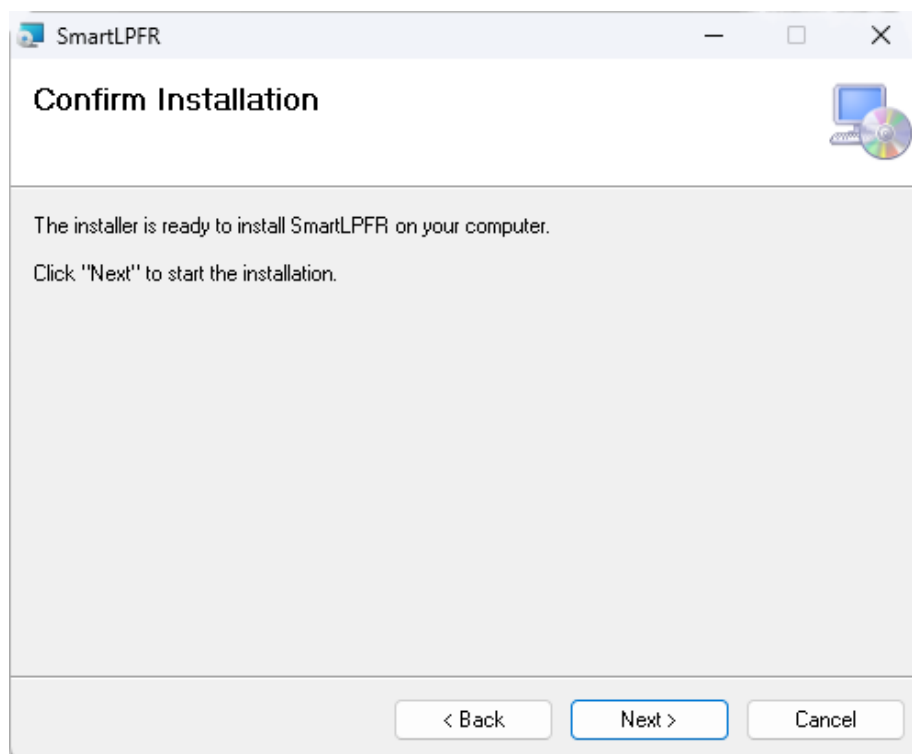 SmartLPFR
Confirm Installation
The installer is ready to install SmartLPFR on your computer.
Click "Next" to start the installation.
< Back
Next >
Cancel